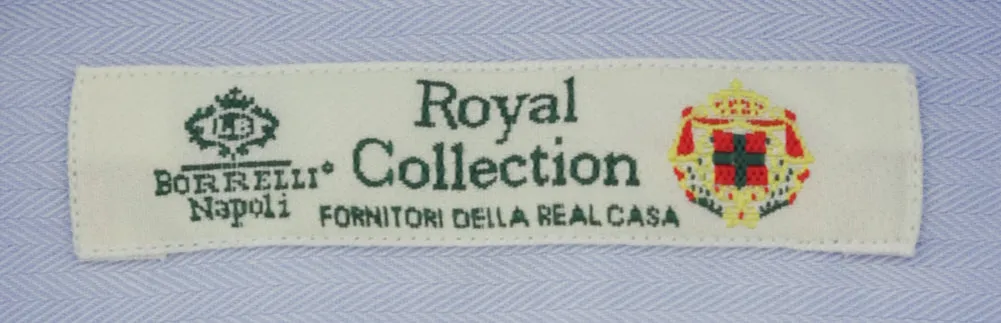 LB
BORRELLI
Napoli
Royal
Collection
FORNITORI DELLA REAL CASA